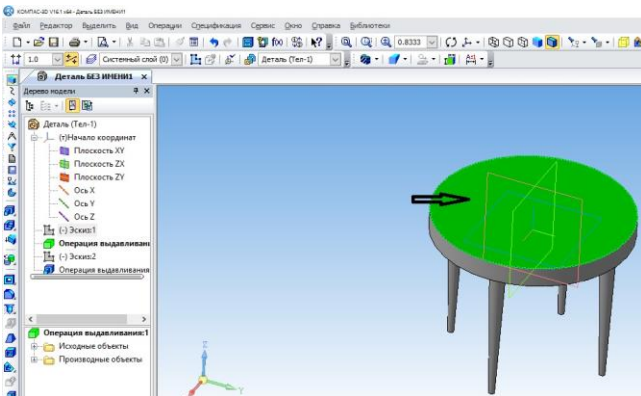 КОМПАС-3D V16.1 x64 - Деталь БЕЗ ИМЕНИ1
Файл Редактор Выделить Вид Операции Спецификация Сервис Окно Справка Библиотеки
0.8333
1.0 Системный слой (0) Деталь (Тел-1)
Деталь БЕЗ ИМЕНИ1
Дерево модели
Деталь (Тел-1)
(т)Начало координат
Плоскость XY
Плоскость ZX
Плоскость ZY
Ось X
Ось Y
Ось Z
(-) Эскиз:1
Операция выдавливани
(-) Эскиз:2
Операция выдавливания
Операция выдавливания:1
Исходные объекты
Производные объекты
Z
Y